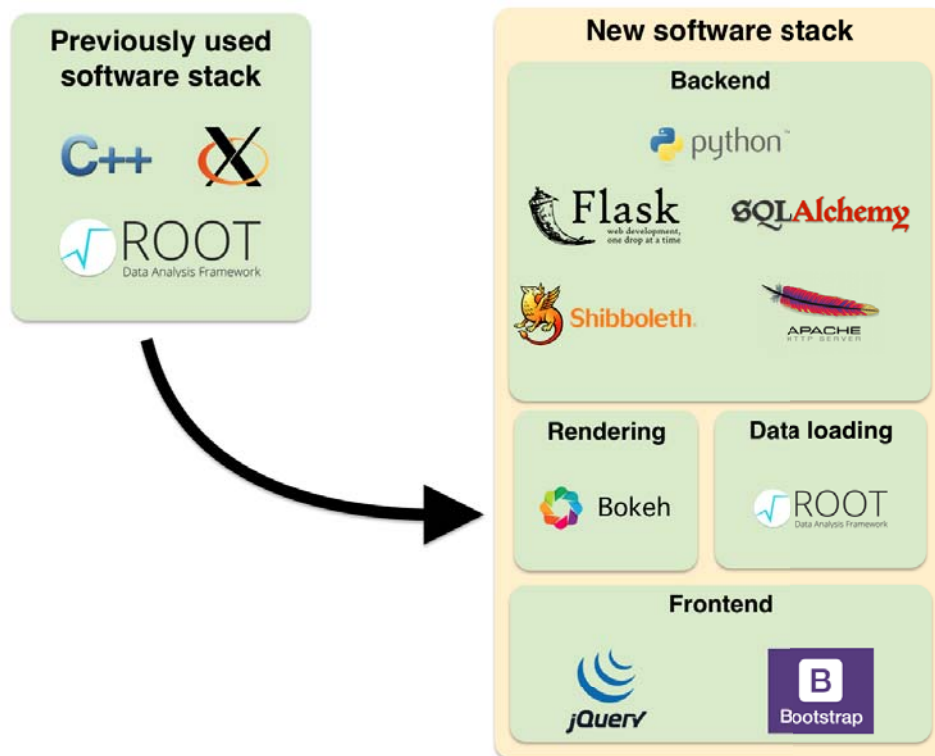 Previously used
software stack
C++
X
ROOT
Data Analysis Framework
New software stack
Backend
python™
Flask
web development,
one drop at a time
SQLAlchemy
Shibboleth.
APACHE
HTTP SERVER
Rendering
Bokeh
Data loading
ROOT
Data Analysis Framework
Frontend
jQuery
B
Bootstrap